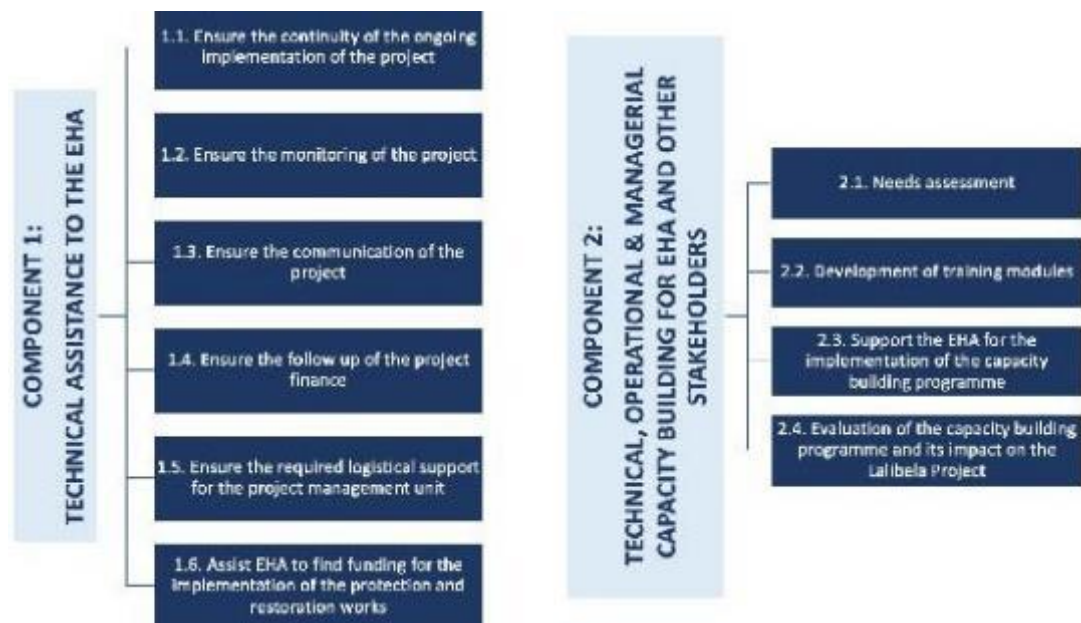 COMPONENT 1:
TECHNICAL ASSISTANCE TO THE EHA
1.1. Ensure the continuity of the ongoing
implementation of the project
1.2. Ensure the monitoring of the project
1.3. Ensure the communication of the
project
1.4. Ensure the follow up of the project
finance
1.5. Ensure the required logistical support
for the project management unit
1.6. Assist EHA to find funding for the
implementation of the protection and
restoration works
COMPONENT 2:
TECHNICAL, OPERATIONAL & MANAGERIAL
CAPACITY BUILDING FOR EHA AND OTHER
STAKEHOLDERS
2.1. Needs assessment
2.2. Development of training modules
2.3. Support the EHA for the
implementation of the capacity
building programme
2.4. Evaluation of the capacity building
programme and its impact on the
Lalibela Project